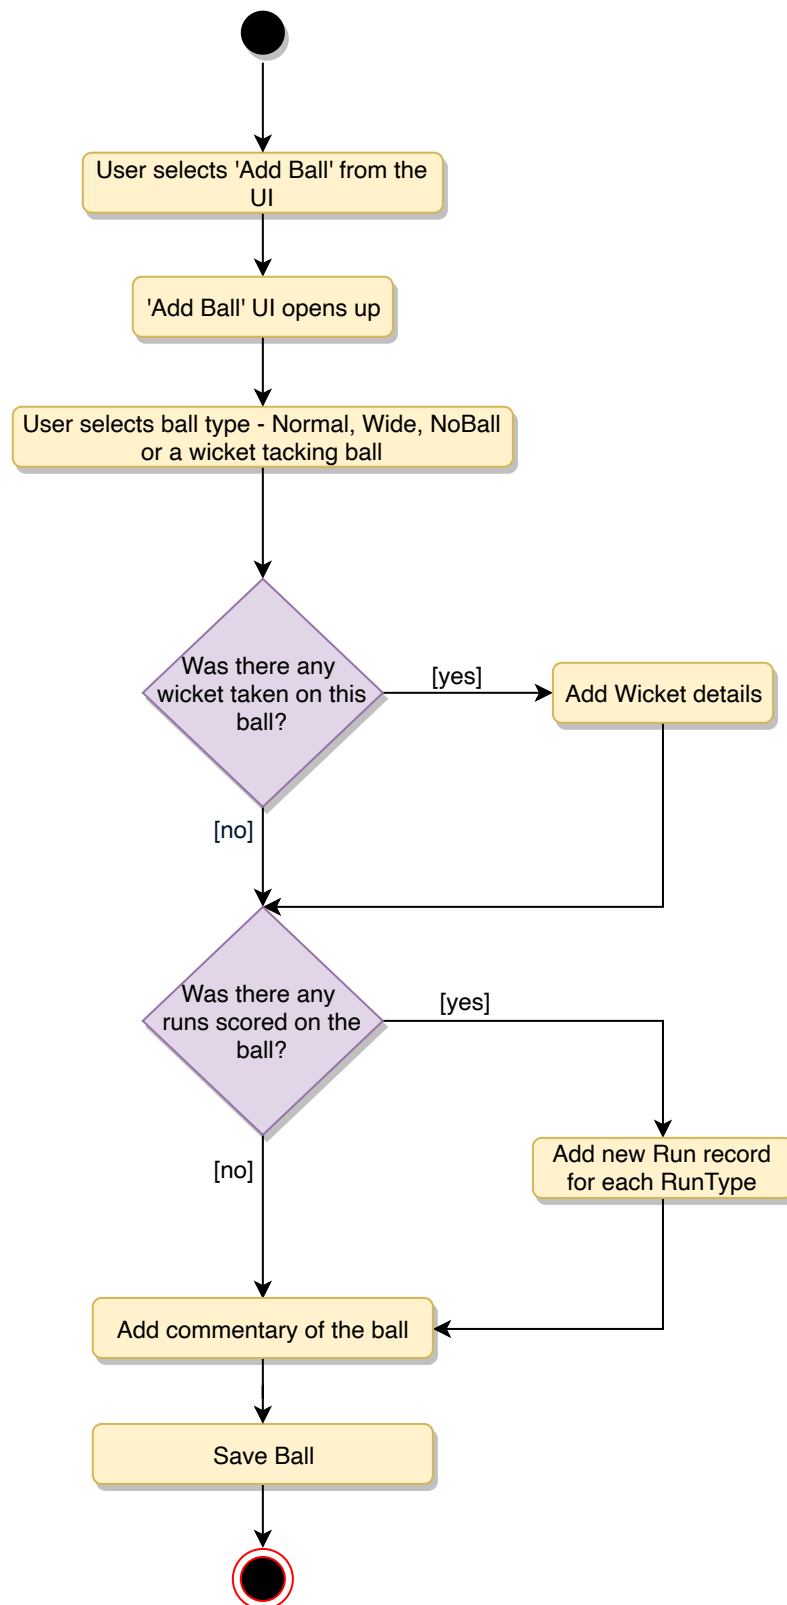 User selects 'Add Ball' from the
UI
'Add Ball' UI opens up
User selects ball type - Normal, Wide, NoBall
or a wicket tacking ball
Was there any
wicket taken on this
ball?
[yes]
Add Wicket details
[no]
Was there any
runs scored on the
ball?
[yes]
Add new Run record
for each RunType
[no]
Add commentary of the ball
Save Ball